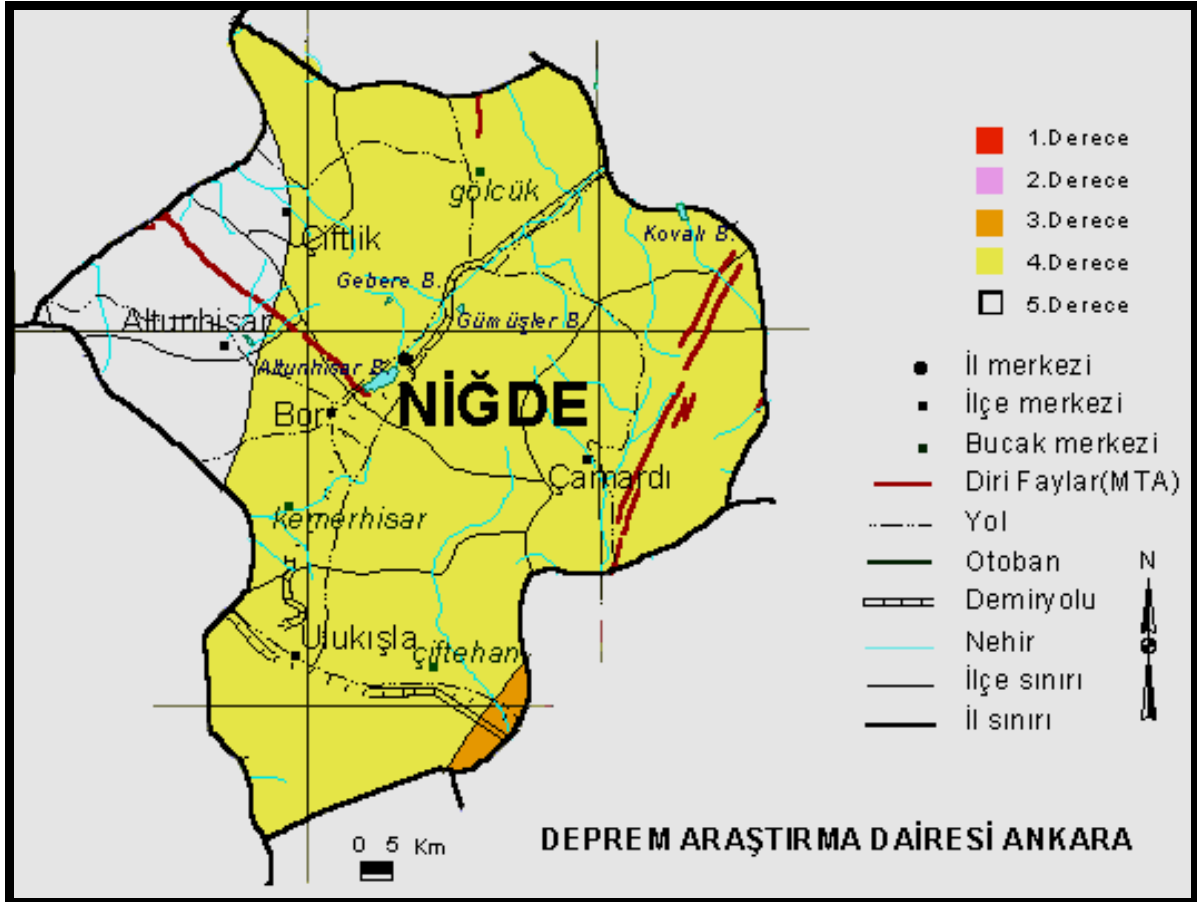 gölcük
Çiftlik
Kovalı B.
Gebere B.
Gümüşler B.
Altunhisar
Altunhisar B.
NİĞDE
Bor
Çamardı
kemerhisar
Ulukışla
çiftehan
1.Derece
2.Derece
3.Derece
4.Derece
5.Derece
İl merkezi
İlçe merkezi
Bucak merkezi
Diri Faylar(MTA)
Yol
Otoban
Demiryolu
Nehir
İlçe sınırı
İl sınırı
N
0 5 Km
DEPREM ARAŞTIRMA DAİRESİ ANKARA